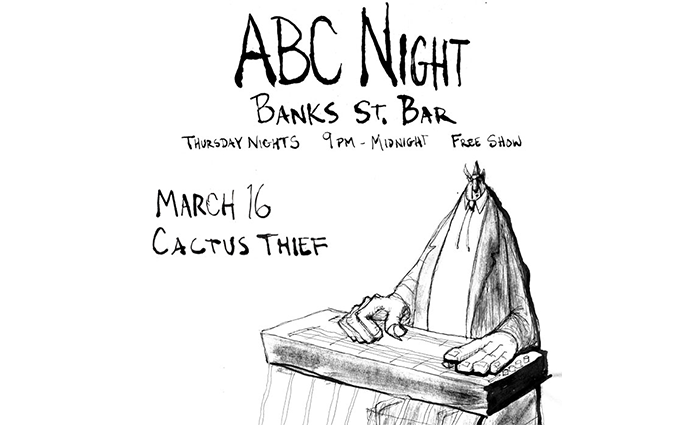 ABC Night
Banks St. Bar
Thursday Nights 9pm - Midnight Free Show
March 16
Cactus Thief